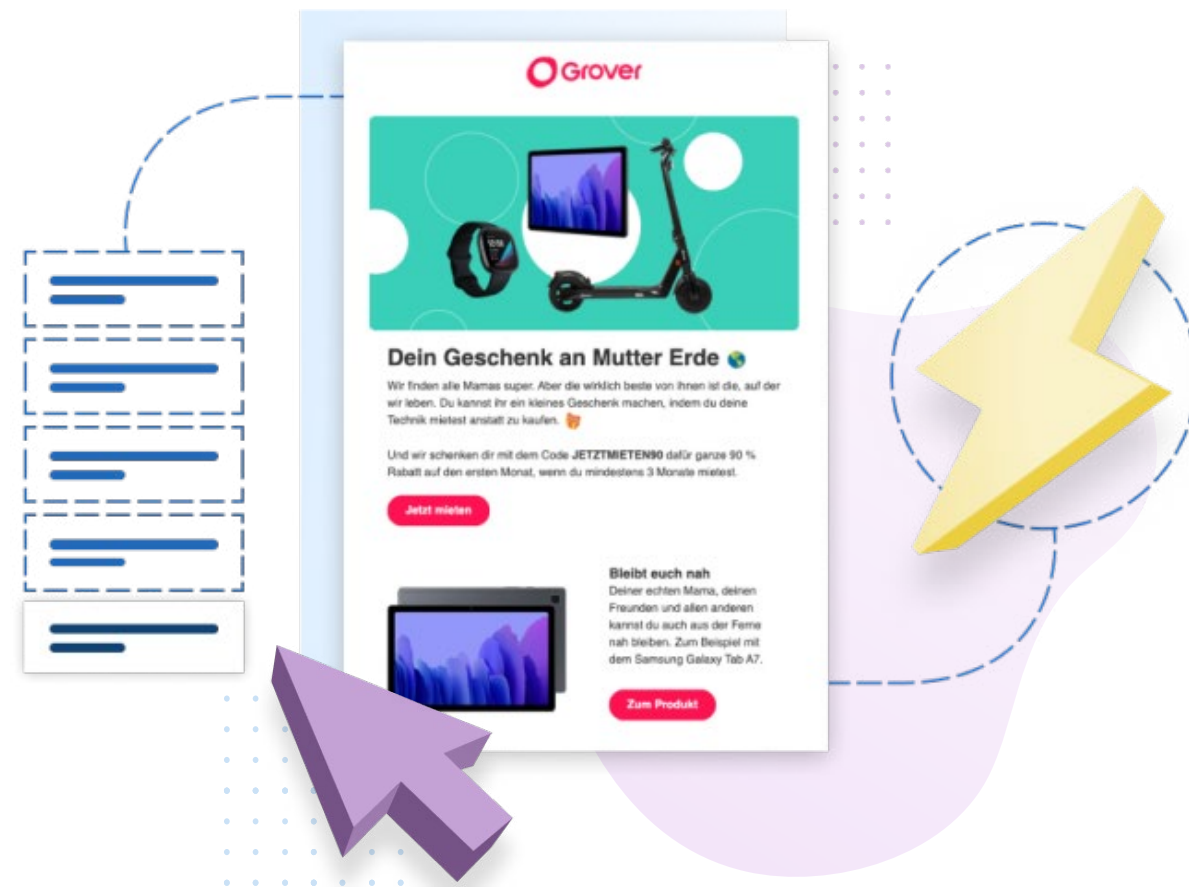 Grover
Dein Geschenk an Mutter Erde
Wir finden alle Mamas super. Aber die wirklich beste von ihnen ist die, auf der
wir leben. Du kannst ihr ein kleines Geschenk machen, indem du deine
Technik mietest anstatt zu kaufen.
Und wir schenken dir mit dem Code JETZTMIETEN90 dafür ganze 90 %
Rabatt auf den ersten Monat, wenn du mindestens 3 Monate mietest.
Jetzt mieten
Bleibt euch nah
Deiner echten Mama, deinen
Freunden und allen anderen
kannst du auch aus der Ferne
nah bleiben. Zum Beispiel mit
dem Samsung Galaxy Tab A7.
Zum Produkt